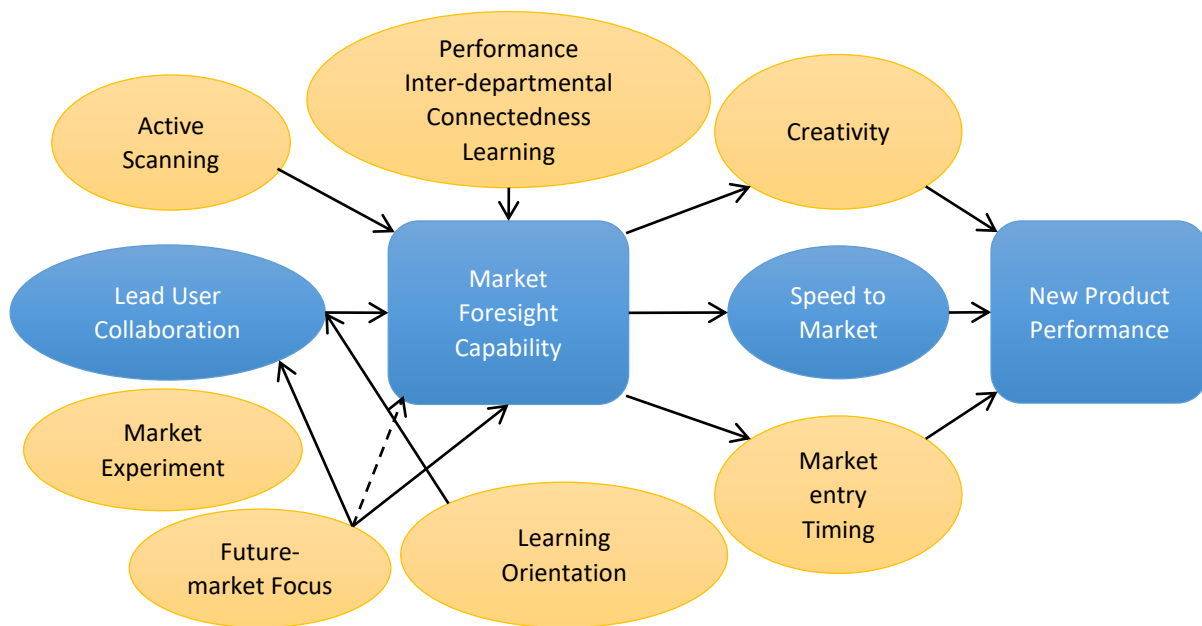 Performance
Inter-departmental
Connectedness
Learning
Active
Scanning
Creativity
Lead User
Collaboration
Market
Foresight
Capability
Speed to
Market
New Product
Performance
Market
Experiment
Market
entry
Timing
Future-
market Focus
Learning
Orientation